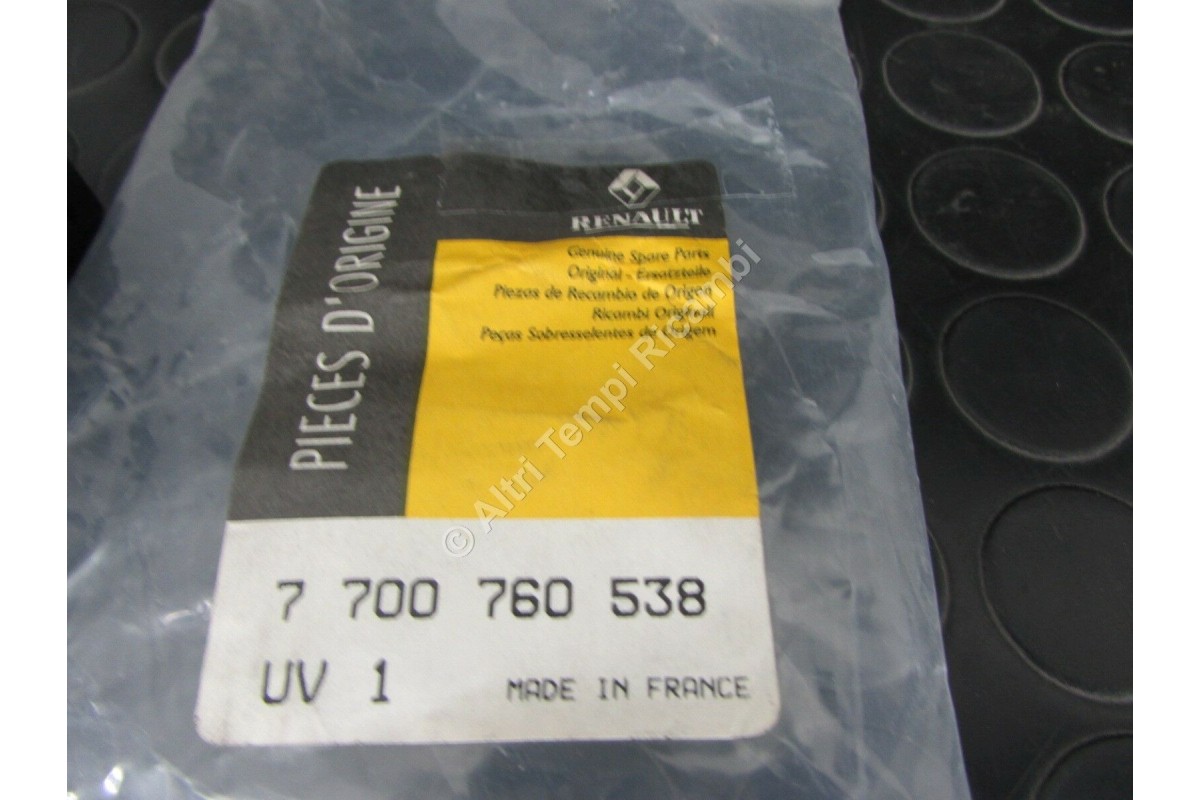 PIECES D'ORIGINE
RENAULT
Genuine Spare Parts
Original - Ersatzteile
Piezas de Recambio de Origen
Ricambi Originali
Peças Sobresselentes de Origem
© Altri Tempi Ricambi
7 700 760 538
UV 1
MADE IN FRANCE